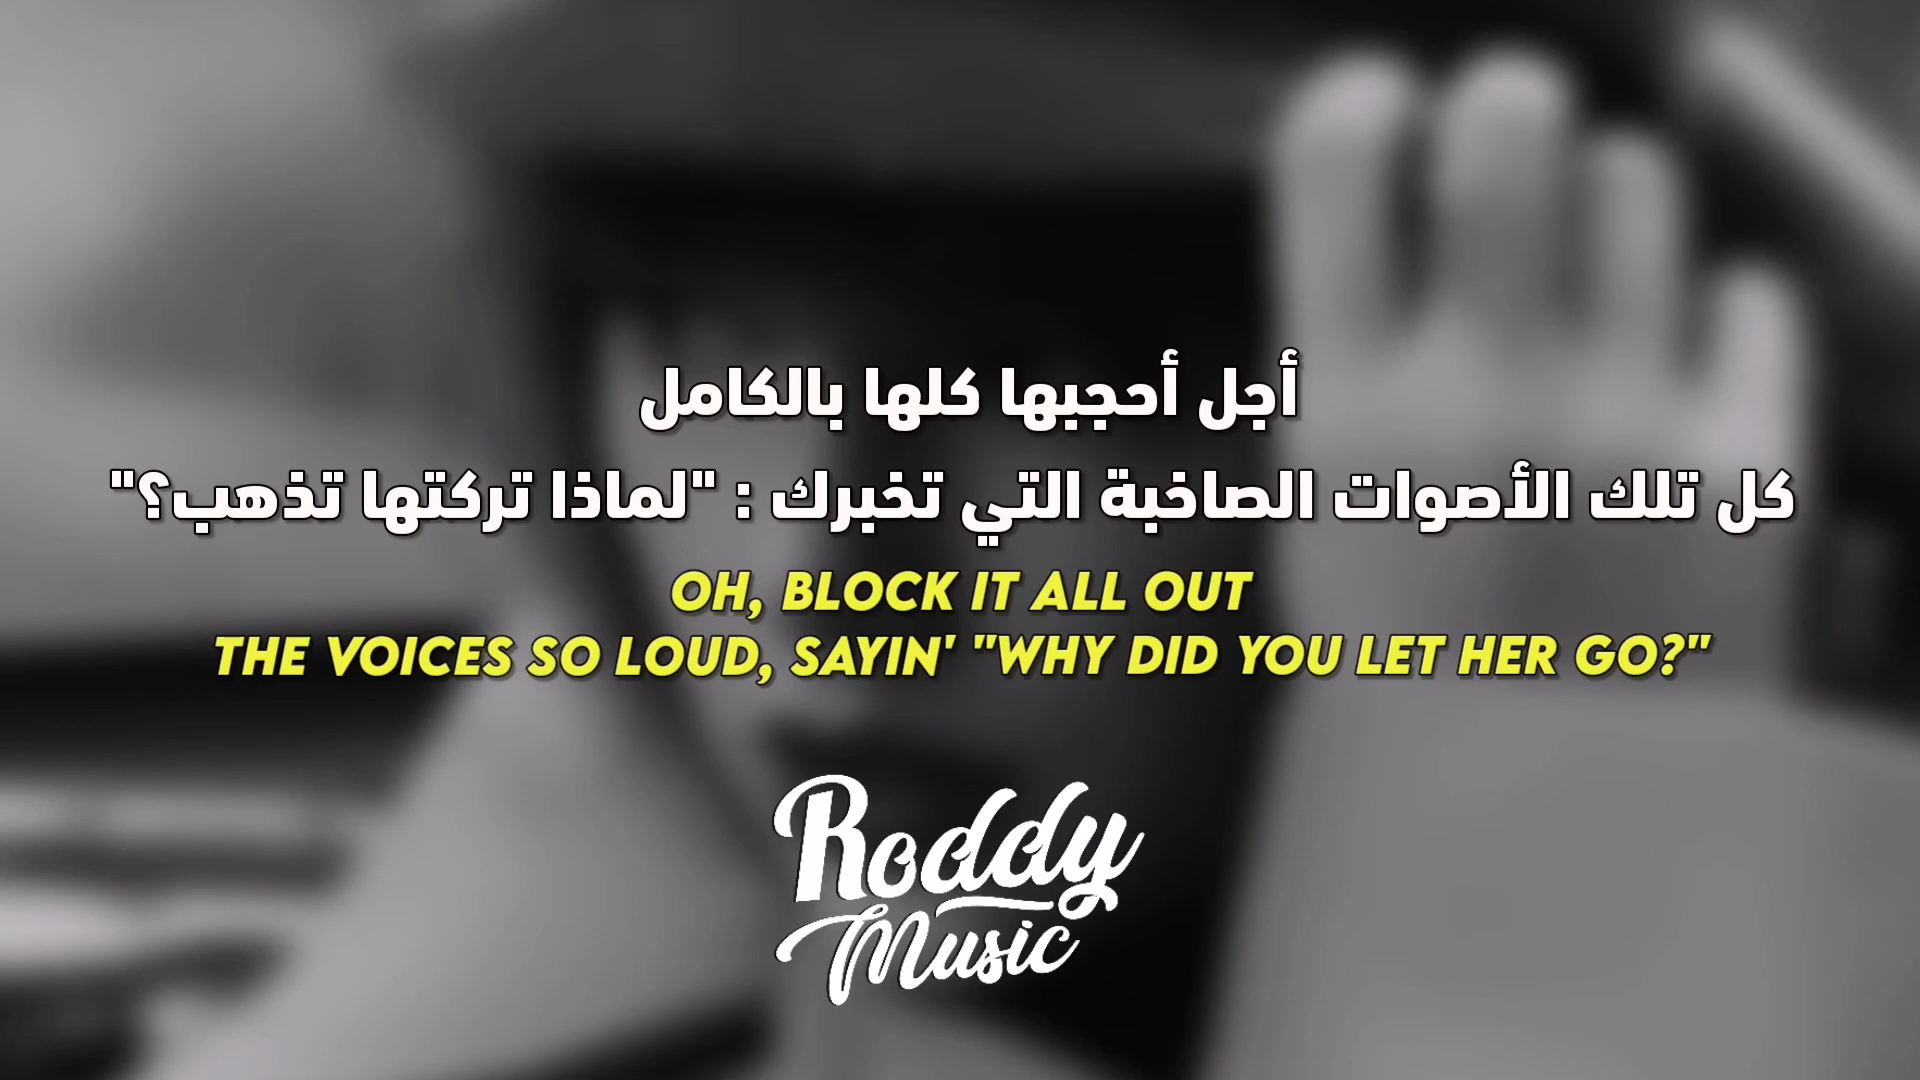 أجل أحجبها كلها بالكامل
كل تلك الأصوات الصاخبة التي تخبرك : "لماذا تركتها تذهب؟"
OH, BLOCK IT ALL OUT
THE VOICES SO LOUD, SAYIN' "WHY DID YOU LET HER GO?"
Roddy
Music